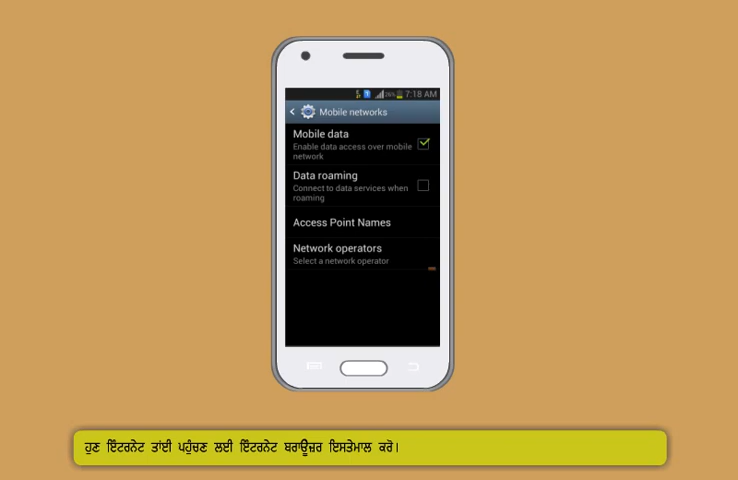 26% 7:18 AM
Mobile networks
Mobile data
Enable data access over mobile
network
Data roaming
Connect to data services when
roaming
Access Point Names
Network operators
Select a network operator
ਹੁਣ ਇੰਟਰਨੇਟ ਤਾਂਈ ਪਹੁੰਚਣ ਲਈ ਇੰਟਰਨੇਟ ਬਰਾਊਜ਼ਰ ਇਸਤੇਮਾਲ ਕਰੋ।